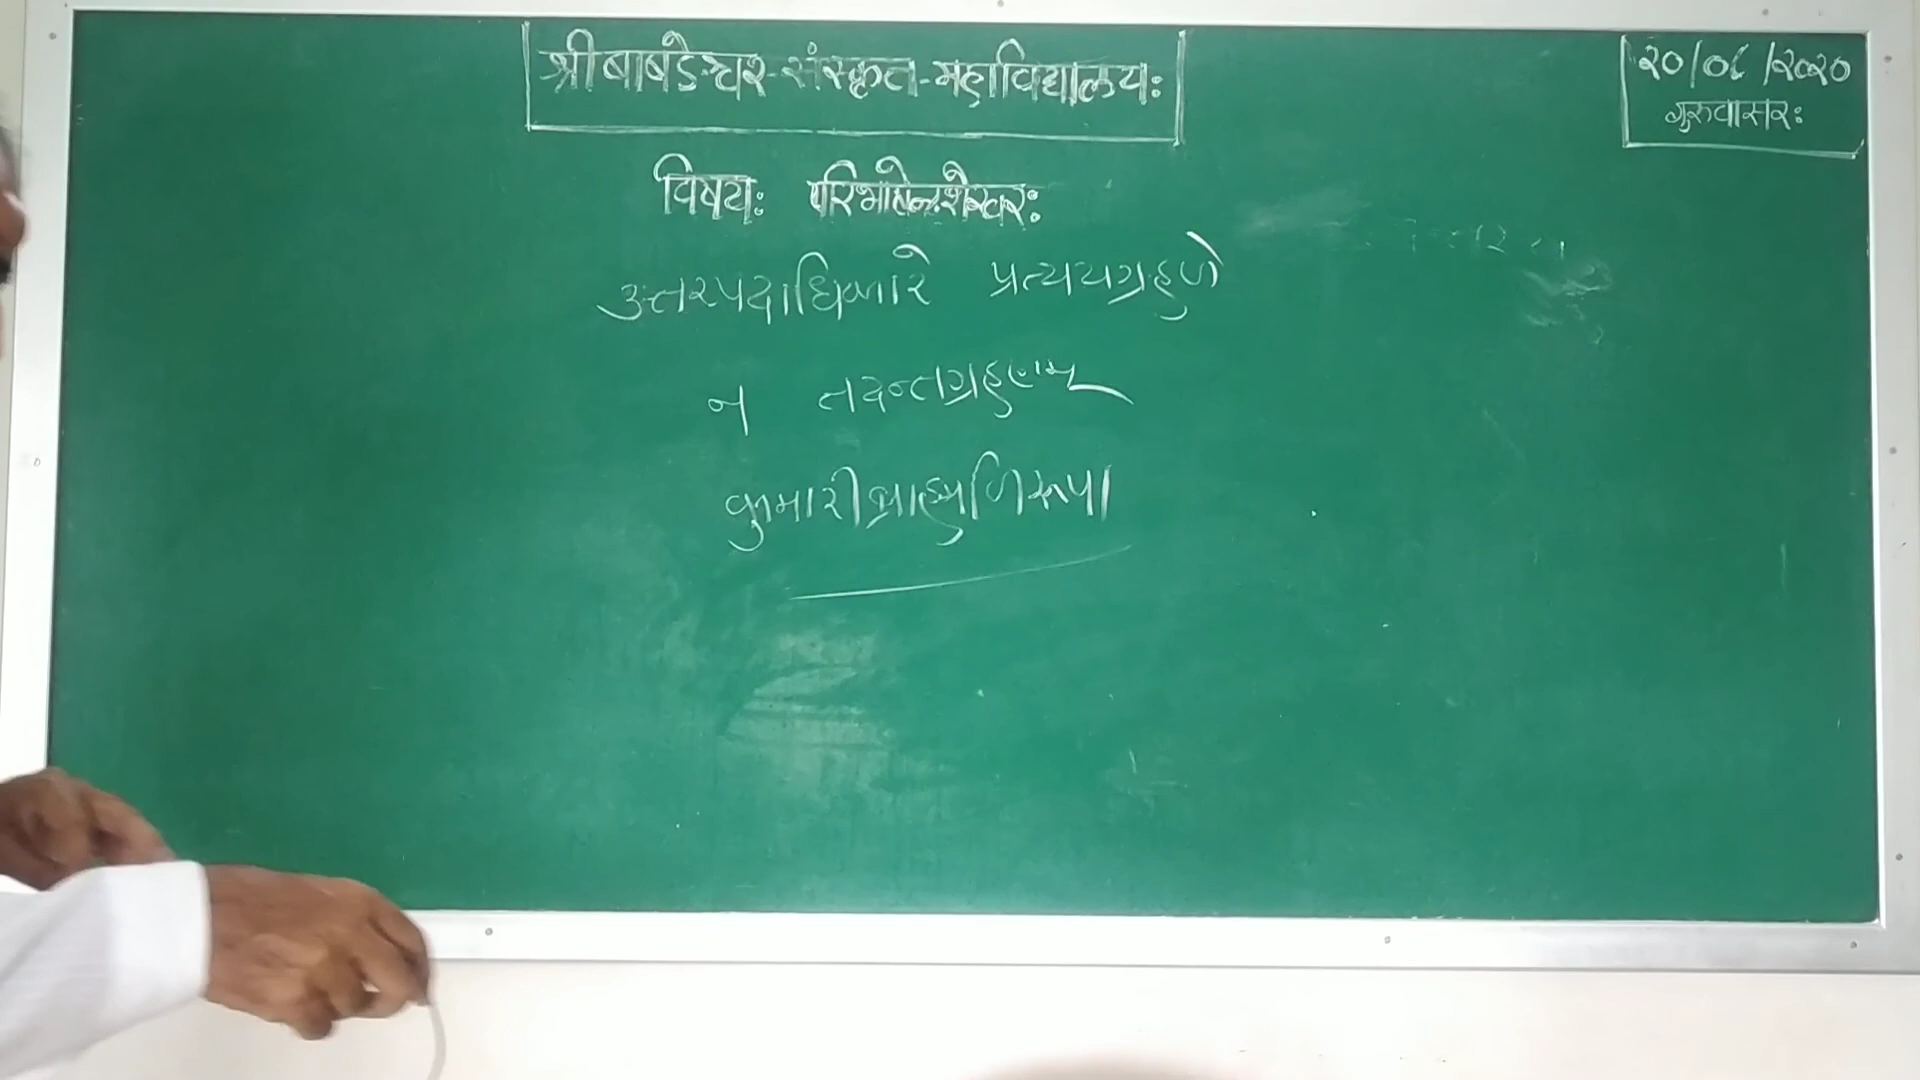 श्रीबाबडेश्वर-संस्कृत-महाविद्यालयः
२०/०८/२०२०
गुरुवासरः
विषयः परिभाषेन्दुशेखरः
उत्तरपदाधिकारे प्रत्ययग्रहणे
न तदन्तग्रहणम्
कुमारीब्राह्मणिरूपा